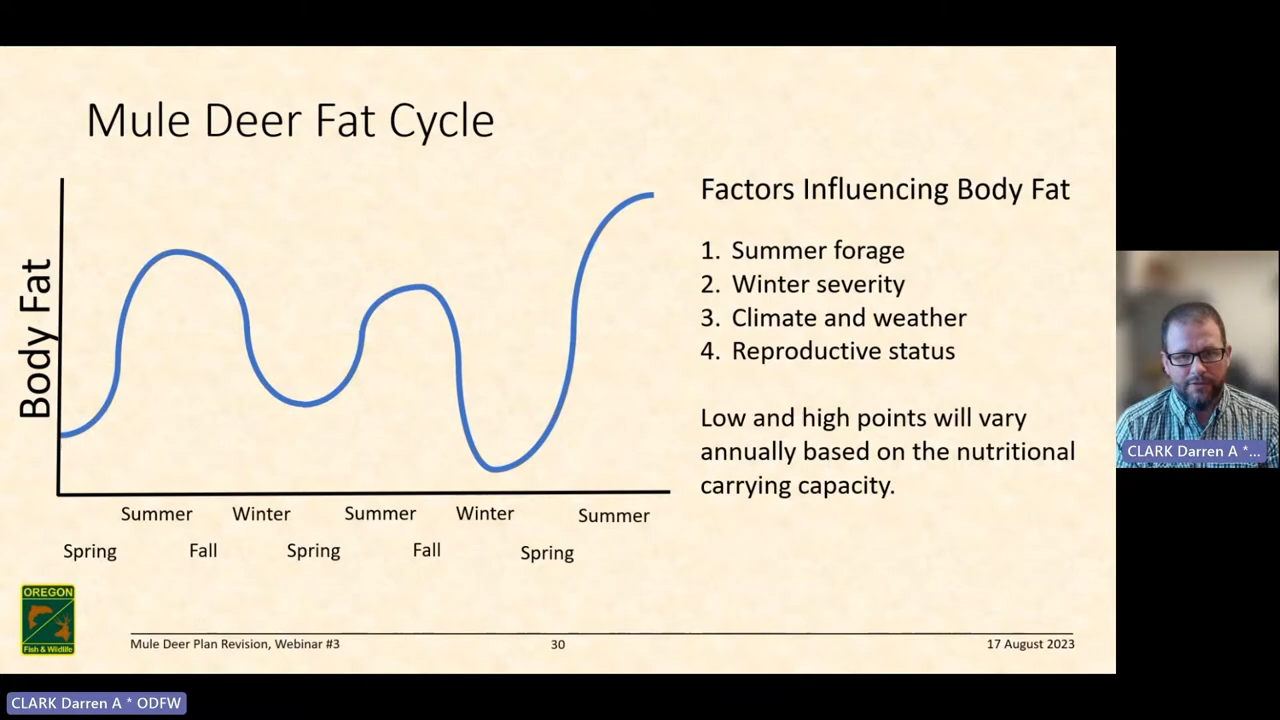 Mule Deer Fat Cycle
Body Fat
Summer Winter Summer Winter Summer
Spring Fall Spring Fall Spring
Factors Influencing Body Fat
1. Summer forage
2. Winter severity
3. Climate and weather
4. Reproductive status
Low and high points will vary
annually based on the nutritional
carrying capacity.
CLARK Darren A *...
OREGON
Fish & Wildlife
Mule Deer Plan Revision, Webinar #3 30 17 August 2023
CLARK Darren A * ODFW